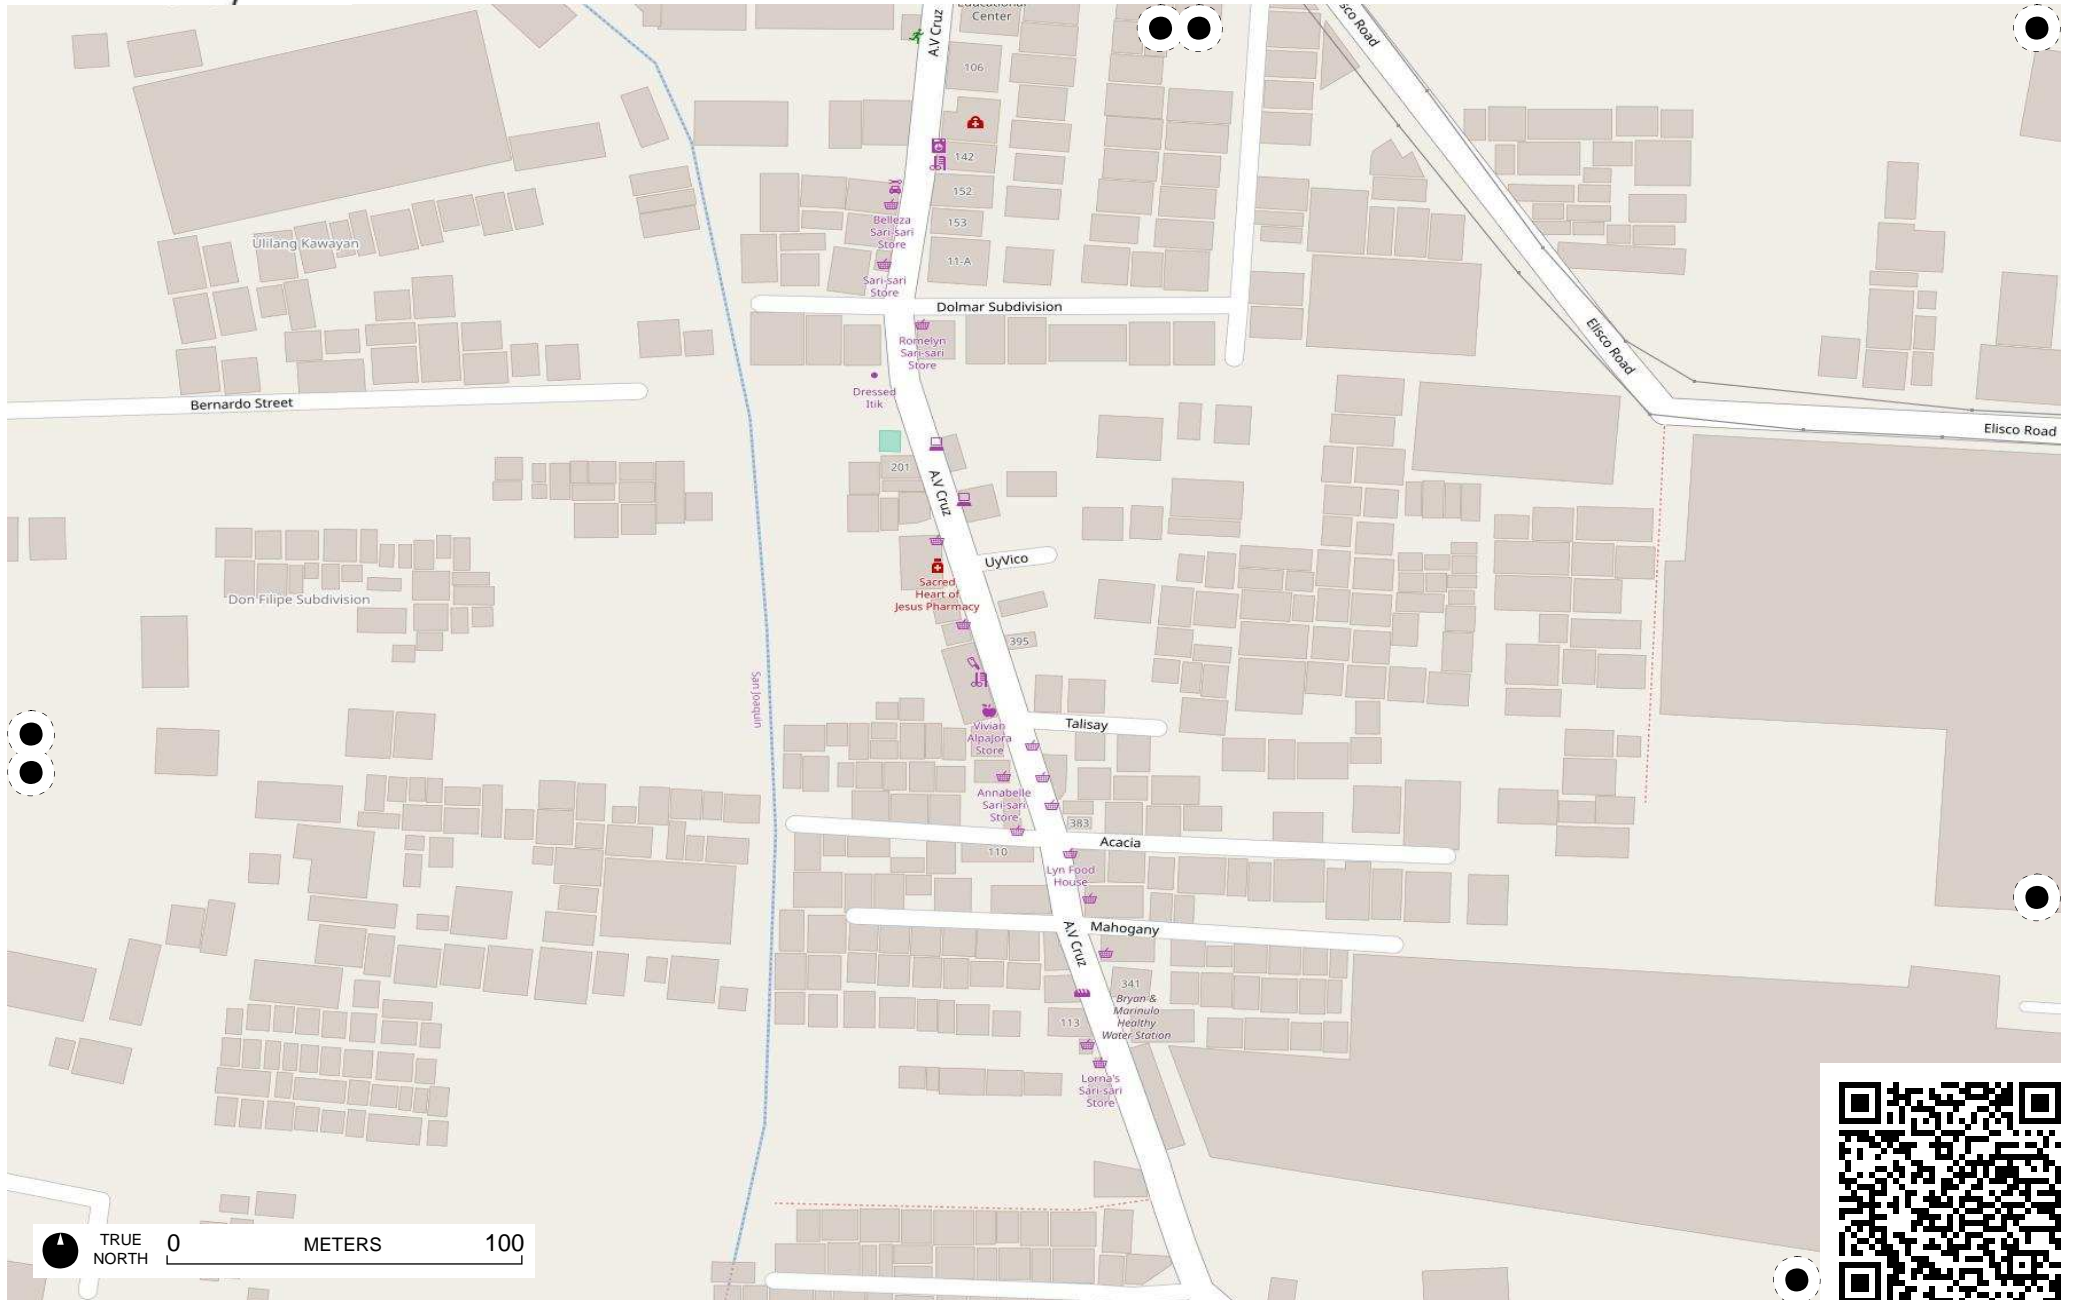 Educational
Center
A.V Cruz
sco Road
106
142
152
Belleza
Sari-sari
Store
153
Ulilang Kawayan
11-A
Sari-sari
Store
Dolmar Subdivision
Romelyn
Sari-sari
Store
Elisco Road
Dressed
Itik
Bernardo Street
Elisco Road
201
A.V Cruz
UyVico
Sacred
Heart of
Jesus Pharmacy
Don Filipe Subdivision
395
San Joaquin
Talisay
Vivian
Alpajora
Store
Annabelle
Sari-sari
Store
383
Acacia
110
Lyn Food
House
Mahogany
A.V Cruz
341
Bryan &
Marinulo
Healthy
Water Station
113
Lorna's
Sari-sari
Store
TRUE
NORTH
0
METERS
100